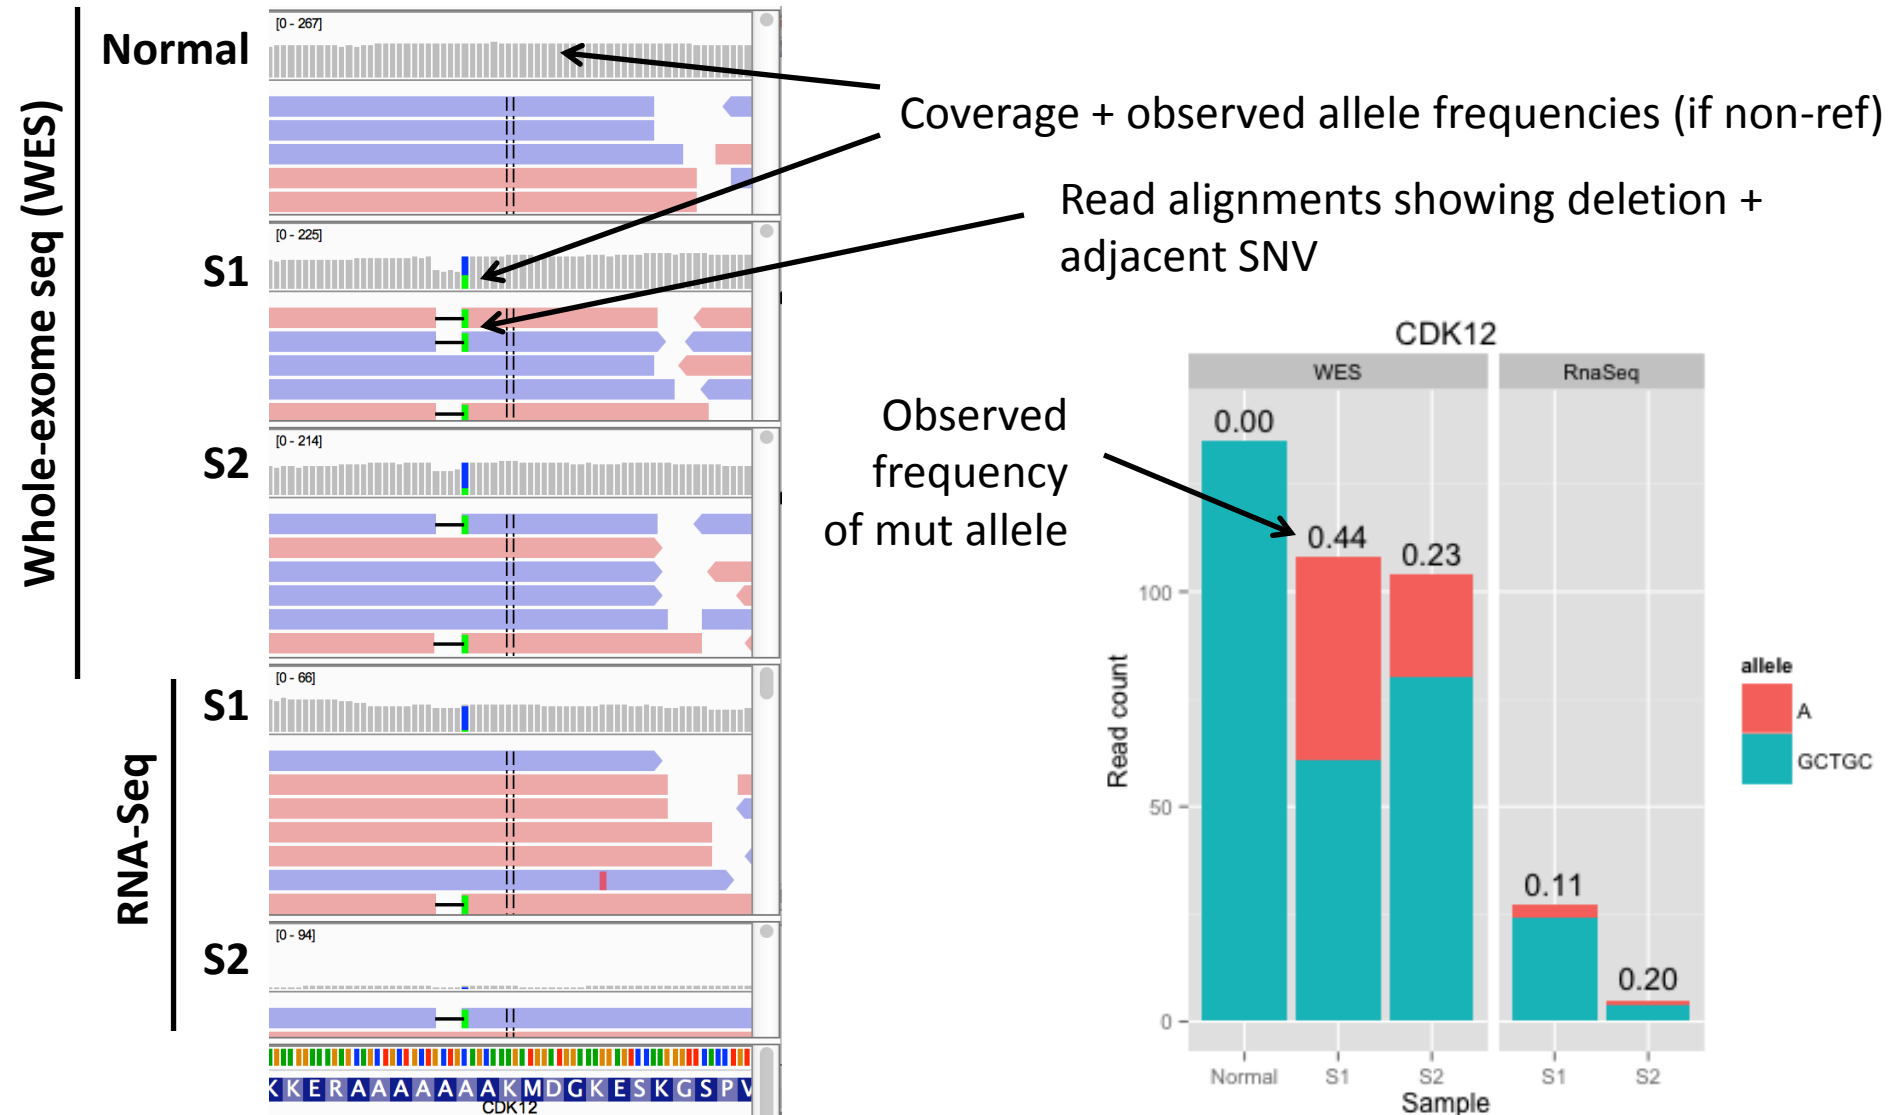 Whole-exome seq (WES)
Normal
[0 - 267]
Coverage + observed allele frequencies (if non-ref)
Read alignments showing deletion +
adjacent SNV
S1
[0 - 225]
S2
[0 - 214]
Observed
frequency
of mut allele
RNA-Seq
S1
[0 - 66]
S2
[0 - 94]
K K E R A A A A A A A K M D G K E S K G S P V
CDK12
CDK12
WES
RnaSeq
0.00
0.44
0.23
0.11
0.20
Read count
100
50
0
Normal
S1
S2
S1
S2
Sample
allele
A
GCTGC